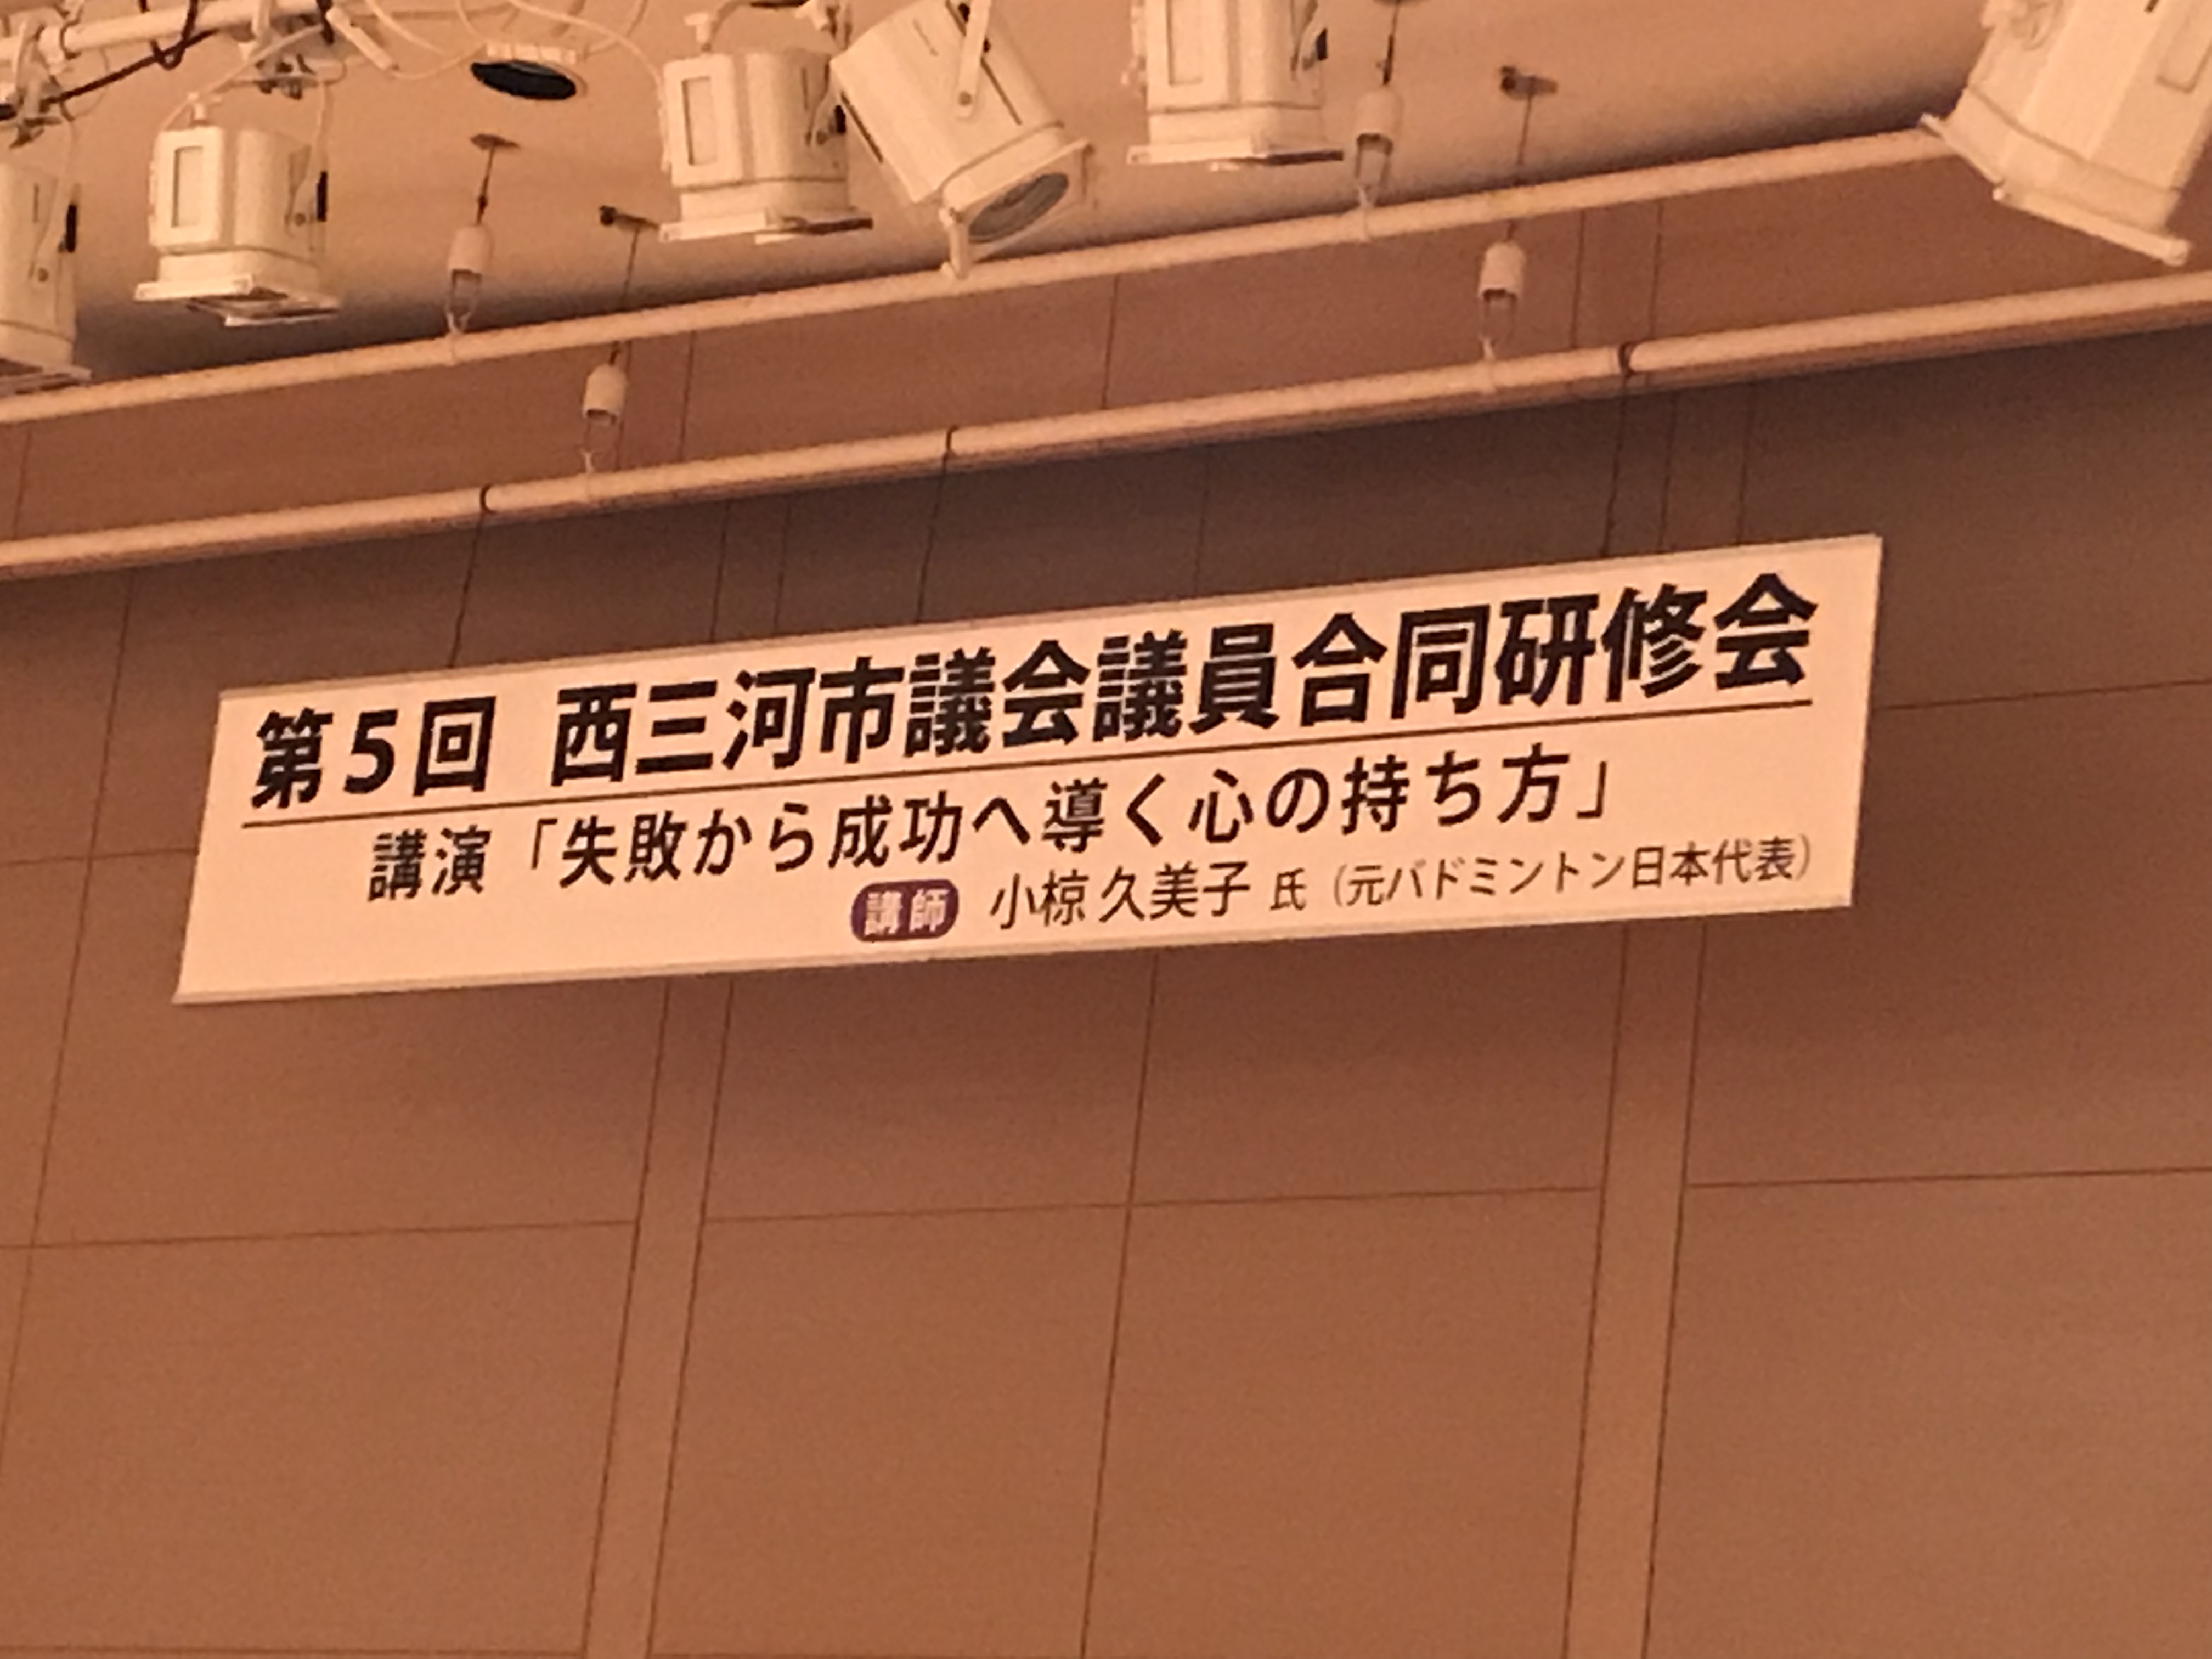 第5回 西三河市議会議員合同研修会
講演「失敗から成功へ導く心の持ち方」
講師 小椋 久美子 氏（元バドミントン日本代表）